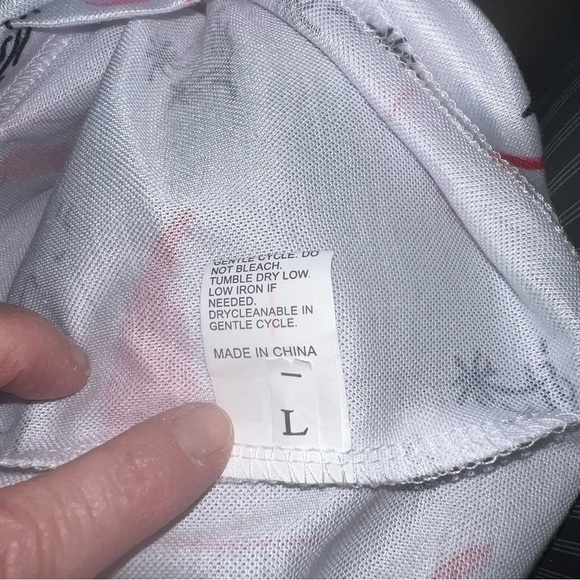 GENTLE CYCLE. DO
NOT BLEACH.
TUMBLE DRY LOW.
LOW IRON IF
NEEDED.
DRYCLEANABLE IN
GENTLE CYCLE.
MADE IN CHINA
L